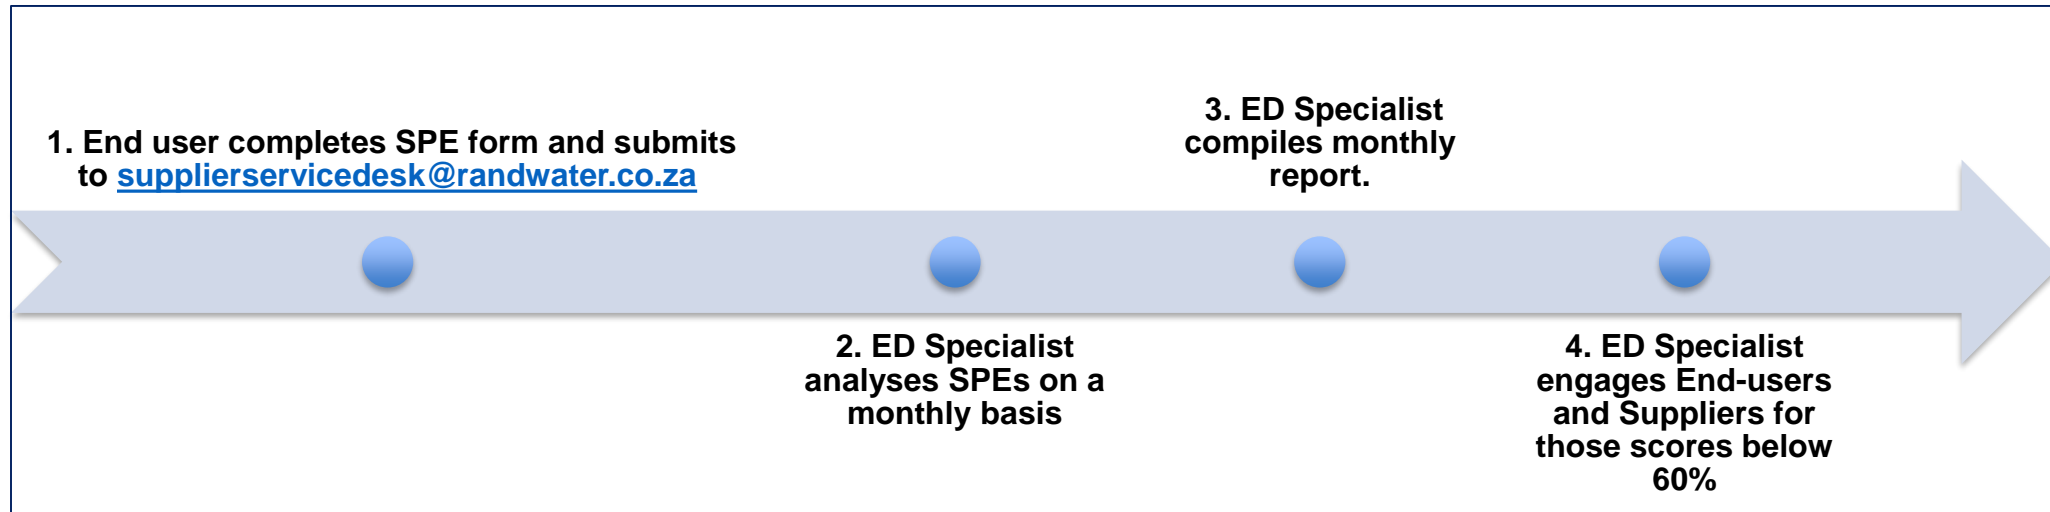 1. End user completes SPE form and submits
to supplierservicedesk@randwater.co.za
2. ED Specialist
analyses SPEs on a
monthly basis
3. ED Specialist
compiles monthly
report.
4. ED Specialist
engages End-users
and Suppliers for
those scores below
60%